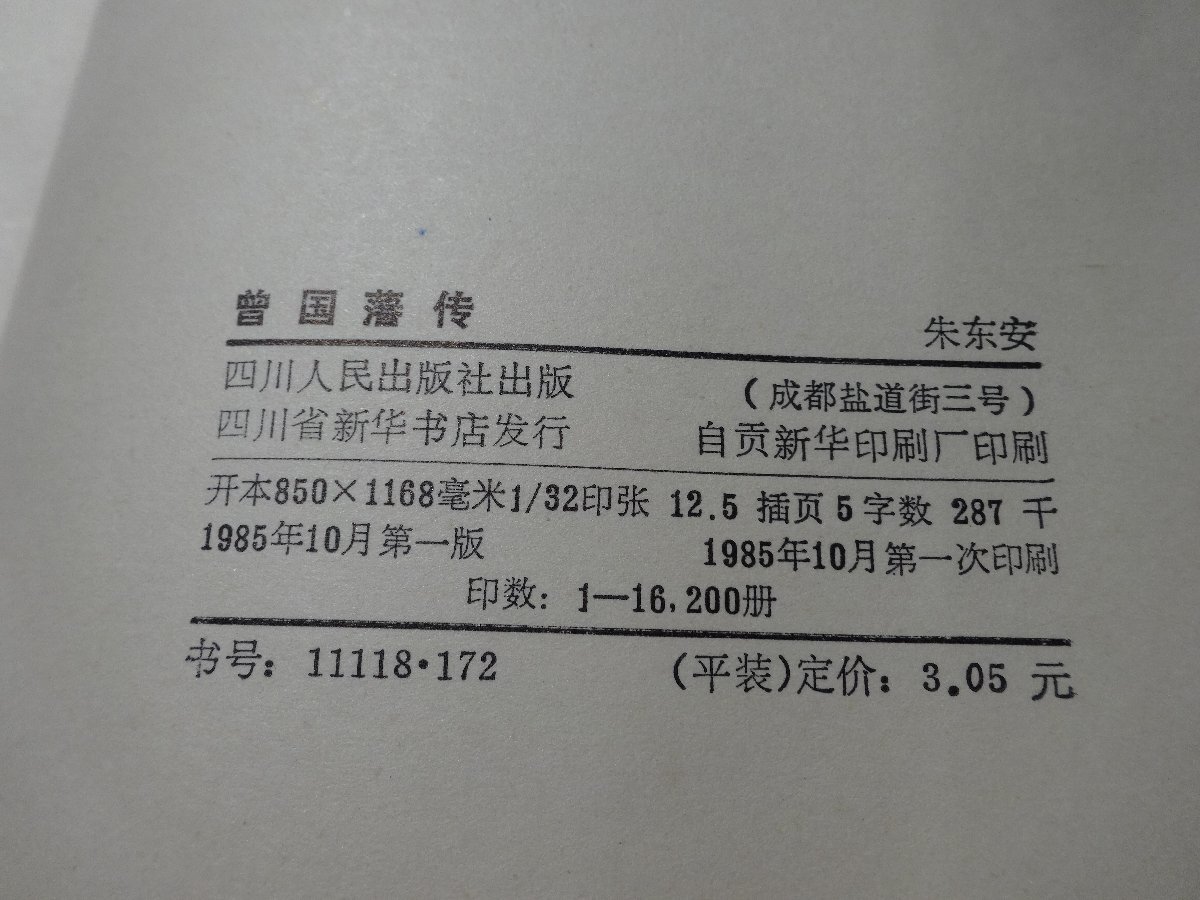 曾国藩传 朱东安
四川人民出版社出版 (成都盐道街三号)
四川省新华书店发行 自贡新华印刷厂印刷
开本850×1168毫米1/32印张 12.5 插页 5 字数 287 千
1985年10月第一版 1985年10月第一次印刷
印数: 1—16,200册
书号: 11118·172 (平装)定价: 3.05 元